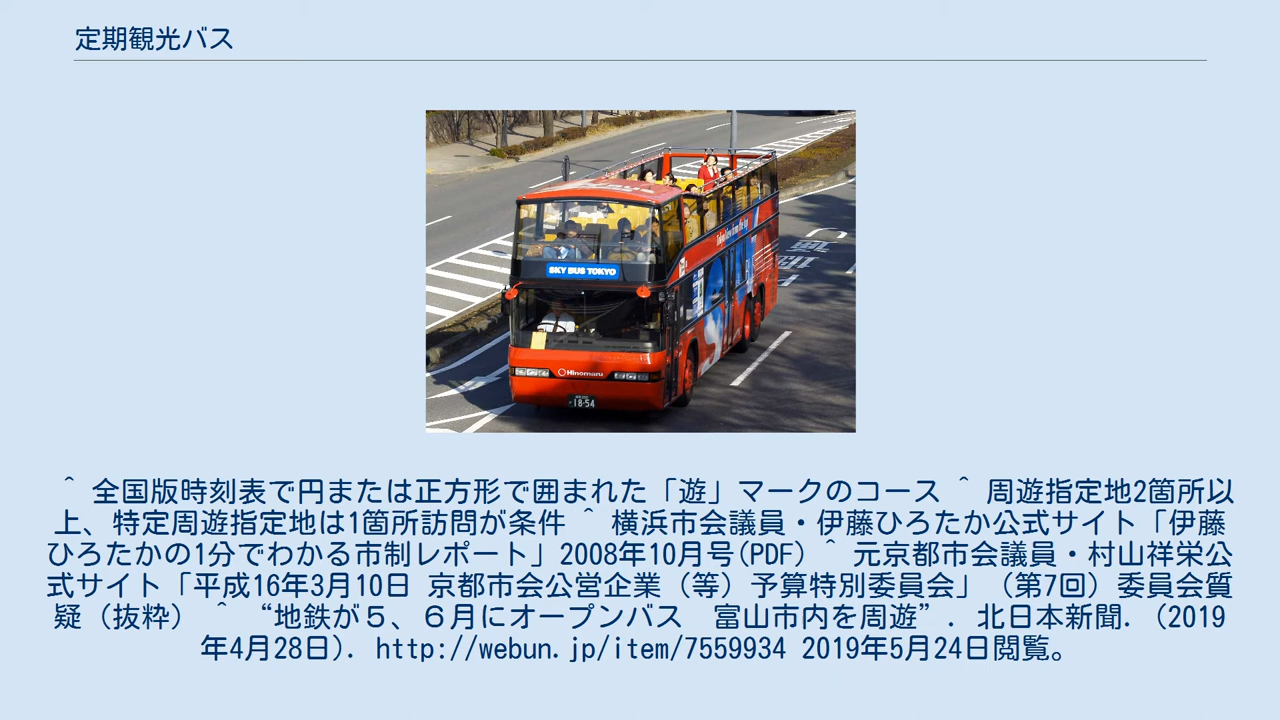 定期観光バス
SKY BUS TOKYO
Hinomaru
18-54
^ 全国版時刻表で円または正方形で囲まれた「遊」マークのコース ^ 周遊指定地2箇所以
上、特定周遊指定地は1箇所訪問が条件 ^ 横浜市会議員・伊藤ひろたか公式サイト「伊藤
ひろたかの1分でわかる市制レポート」2008年10月号(PDF) ^ 元京都市会議員・村山祥栄公
式サイト「平成16年3月10日 京都市会公営企業（等）予算特別委員会」（第7回）委員会質
疑（抜粋） ^ “地鉄が５、６月にオープンバス　富山市内を周遊”. 北日本新聞. (2019
年4月28日). http://webun.jp/item/7559934 2019年5月24日閲覧。